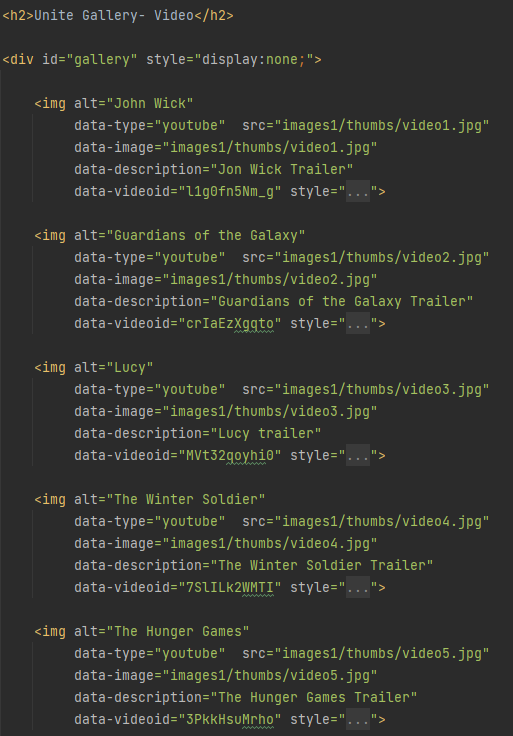 <h2>Unite Gallery- Video</h2>
<div id="gallery" style="display:none;">
<img alt="John Wick"
data-type="youtube"  src="images1/thumbs/video1.jpg"
data-image="images1/thumbs/video1.jpg"
data-description="Jon Wick Trailer"
data-videoid="l1g0fn5Nm_g" style="...">
<img alt="Guardians of the Galaxy"
data-type="youtube"  src="images1/thumbs/video2.jpg"
data-image="images1/thumbs/video2.jpg"
data-description="Guardians of the Galaxy Trailer"
data-videoid="crIaEzXgqto" style="...">
<img alt="Lucy"
data-type="youtube"  src="images1/thumbs/video3.jpg"
data-image="images1/thumbs/video3.jpg"
data-description="Lucy trailer"
data-videoid="MVt32qoyhi0" style="...">
<img alt="The Winter Soldier"
data-type="youtube"  src="images1/thumbs/video4.jpg"
data-image="images1/thumbs/video4.jpg"
data-description="The Winter Soldier Trailer"
data-videoid="7SlILk2WMTI" style="...">
<img alt="The Hunger Games"
data-type="youtube"  src="images1/thumbs/video5.jpg"
data-image="images1/thumbs/video5.jpg"
data-description="The Hunger Games Trailer"
data-videoid="3PkkHsuMrho" style="...">